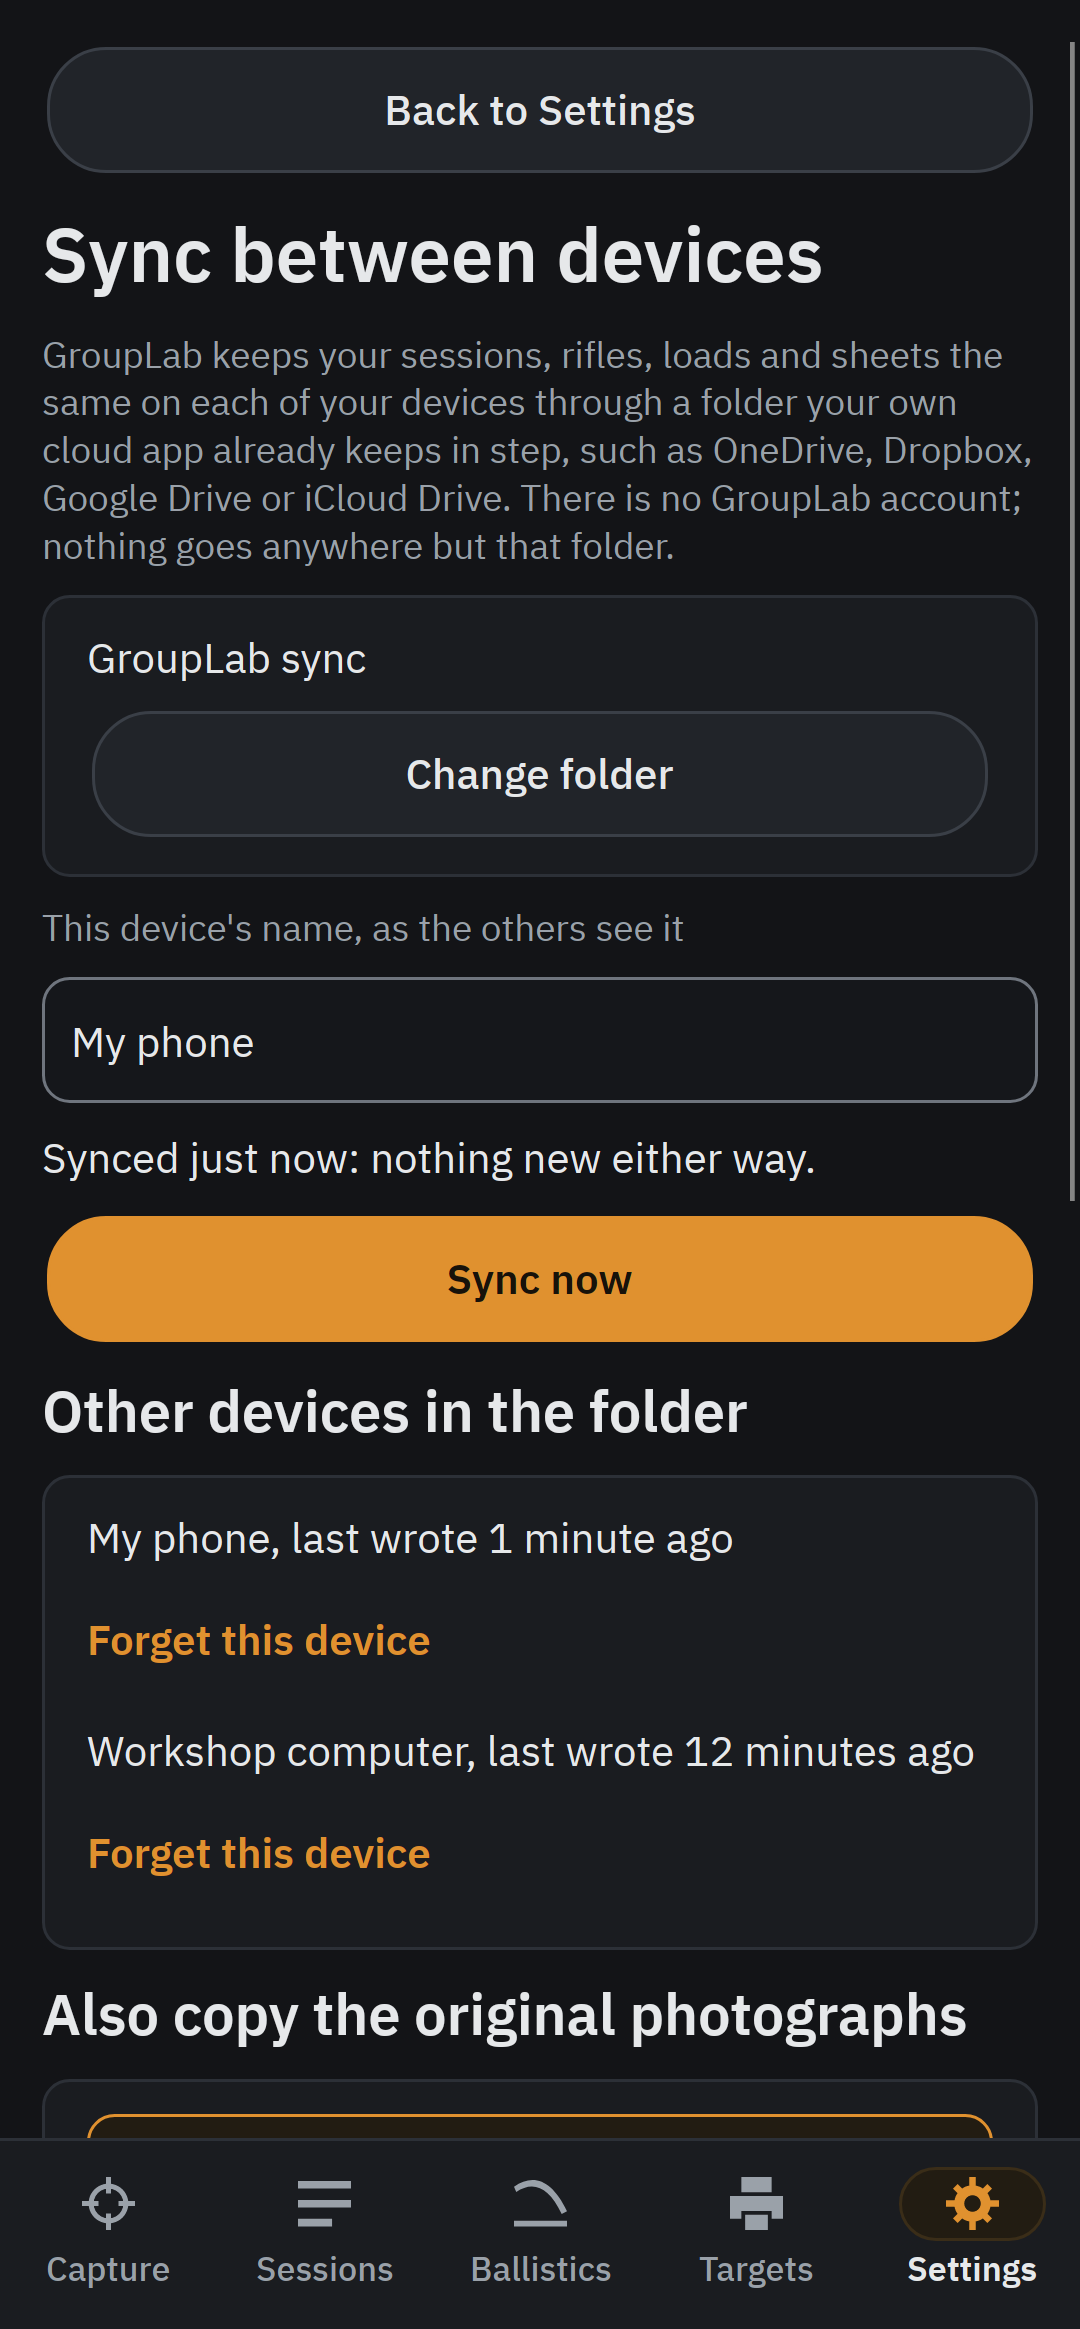 Back to Settings
Sync between devices
GroupLab keeps your sessions, rifles, loads and sheets the
same on each of your devices through a folder your own
cloud app already keeps in step, such as OneDrive, Dropbox,
Google Drive or iCloud Drive. There is no GroupLab account;
nothing goes anywhere but that folder.
GroupLab sync
Change folder
This device's name, as the others see it
My phone
Synced just now: nothing new either way.
Sync now
Other devices in the folder
My phone, last wrote 1 minute ago
Forget this device
Workshop computer, last wrote 12 minutes ago
Forget this device
Also copy the original photographs
Capture
Sessions
Ballistics
Targets
Settings